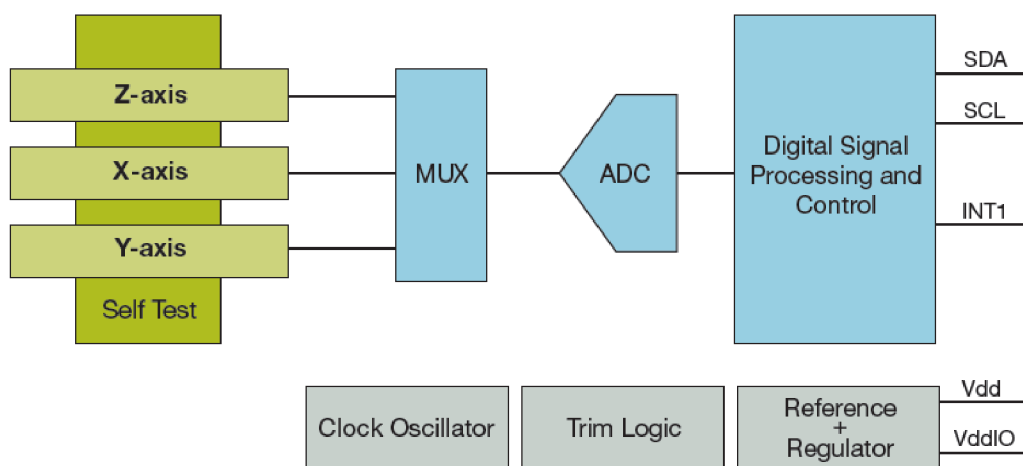 Z-axis
X-axis
Y-axis
Self Test
MUX
ADC
Digital Signal
Processing and
Control
SDA
SCL
INT1
Clock Oscillator
Trim Logic
Reference
+
Regulator
Vdd
VddIO